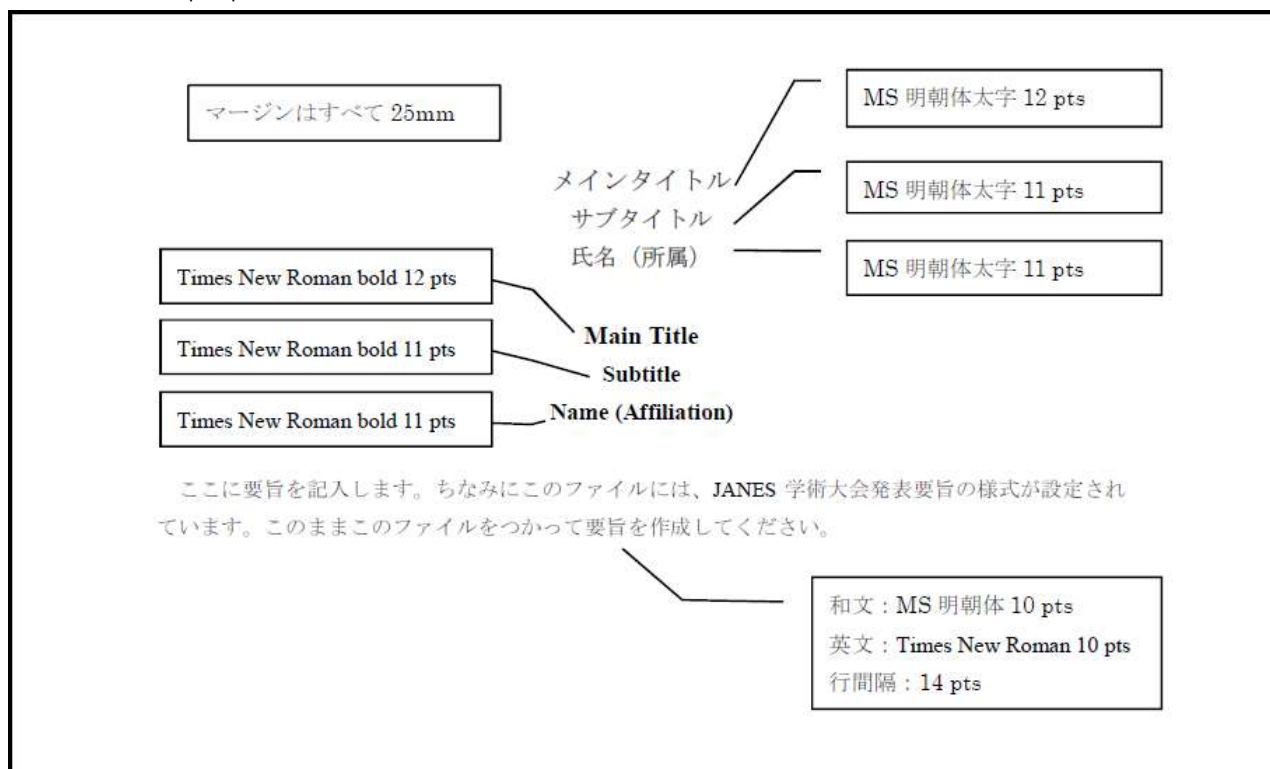 マージンはすべて 25mm
MS 明朝体太字 12 pts
メインタイトル
MS 明朝体太字 11 pts
サブタイトル
氏名（所属）
MS 明朝体太字 11 pts
Times New Roman bold 12 pts
Main Title
Times New Roman bold 11 pts
Subtitle
Name (Affiliation)
Times New Roman bold 11 pts
ここに要旨を記入します。ちなみにこのファイルには、JANES 学術大会発表要旨の様式が設定され
ています。このままこのファイルをつかって要旨を作成してください。
和文：MS 明朝体 10 pts
英文：Times New Roman 10 pts
行間隔：14 pts